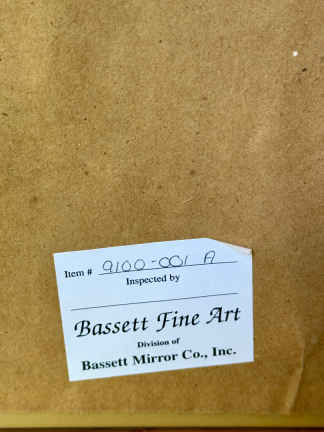 Item # 9100-001 A
Inspected by
Bassett Fine Art
Division of
Bassett Mirror Co., Inc.